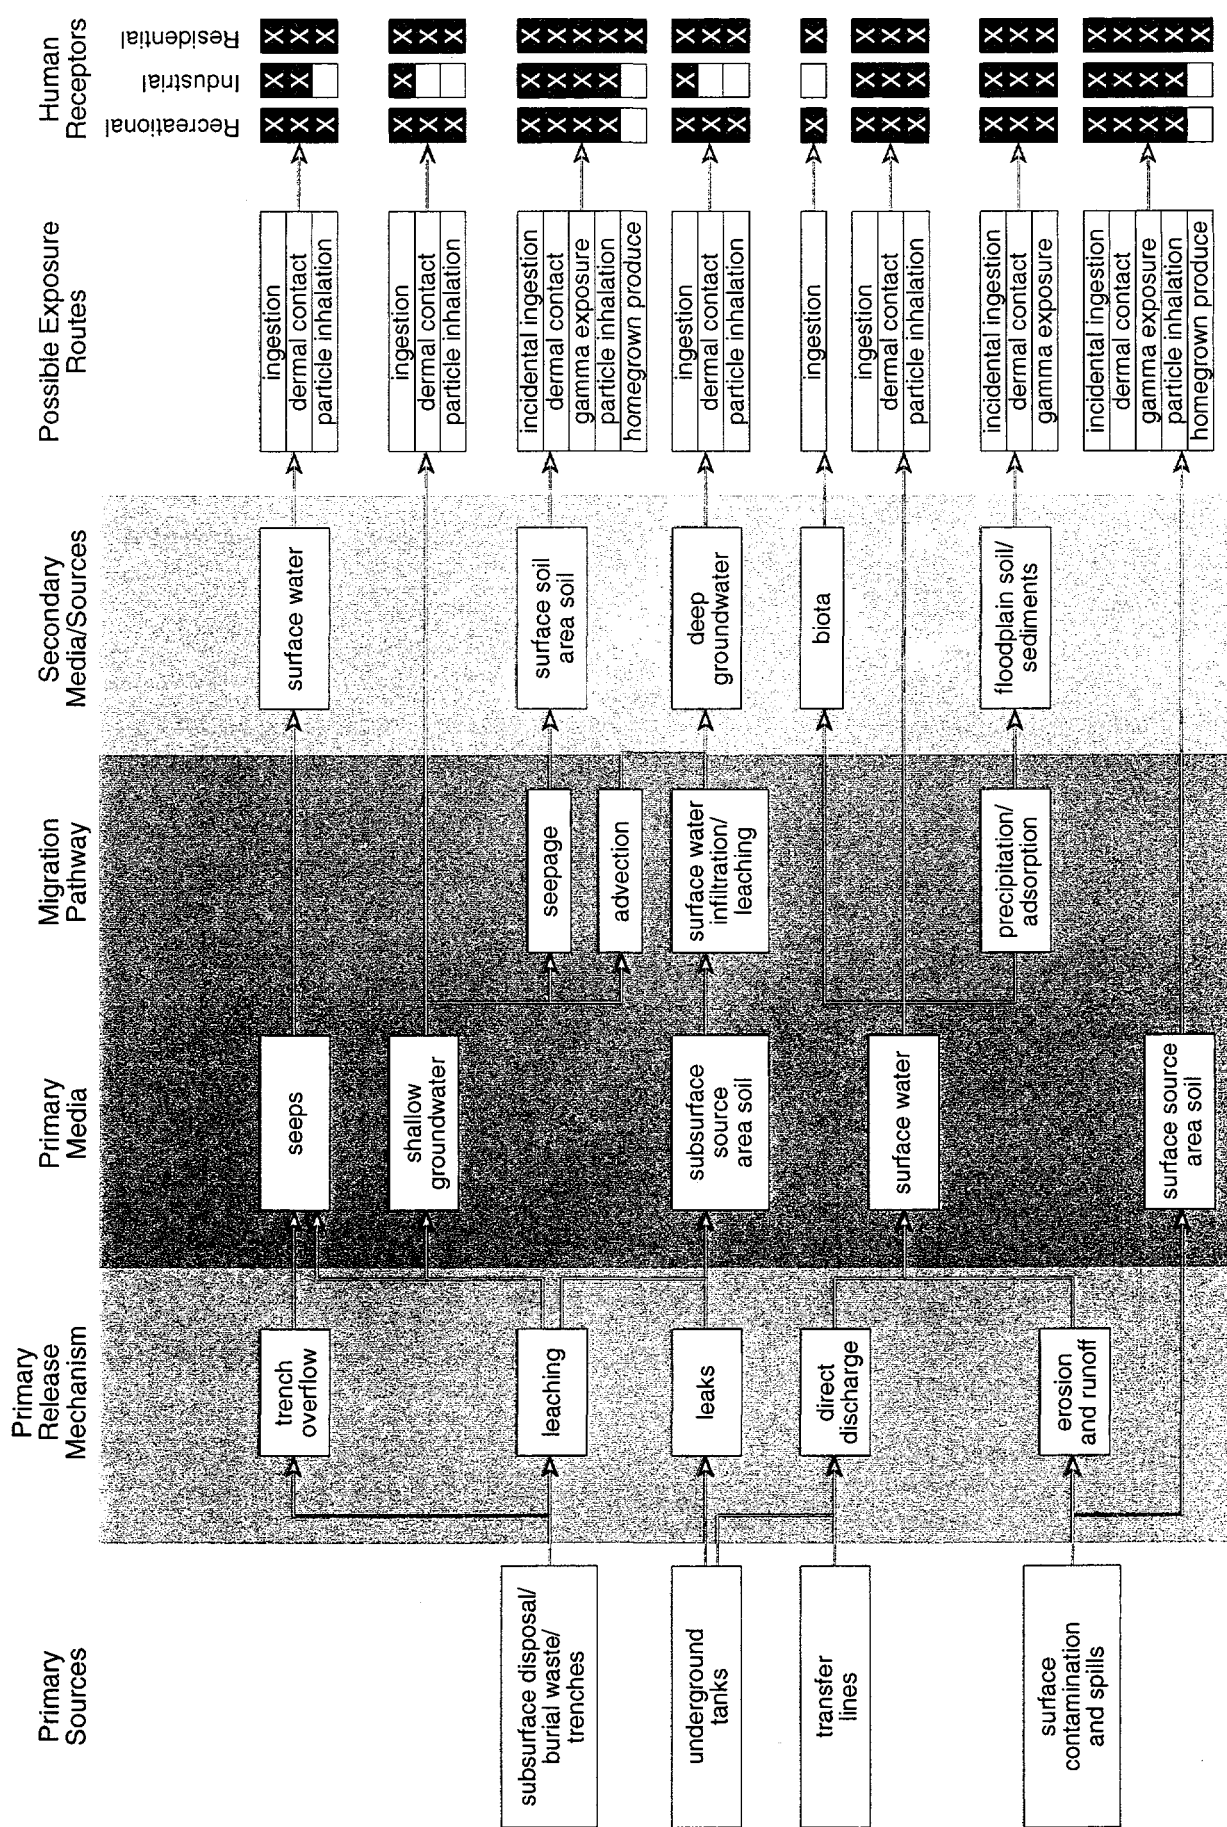 Primary
Sources
Primary
Release
Mechanism
Primary
Media
Migration
Pathway
Secondary
Media/Sources
Possible Exposure
Routes
Human
Receptors
Recreational
Industrial
Residential
subsurface disposal/
burial waste/
trenches
underground
tanks
transfer
lines
surface
contamination
and spills
trench
overflow
leaching
leaks
direct
discharge
erosion
and runoff
seeps
shallow
groundwater
subsurface
source
area soil
surface water
surface source
area soil
seepage
advection
surface water
infiltration/
leaching
precipitation/
adsorption
surface water
surface soil
area soil
deep
groundwater
biota
floodplain soil/
sediments
ingestion
dermal contact
particle inhalation
ingestion
dermal contact
particle inhalation
incidental ingestion
dermal contact
gamma exposure
particle inhalation
homegrown produce
ingestion
dermal contact
particle inhalation
ingestion
ingestion
dermal contact
particle inhalation
incidental ingestion
dermal contact
gamma exposure
incidental ingestion
dermal contact
gamma exposure
particle inhalation
homegrown produce
X X X
X X X
X X
X
X X X
X X X
X
X X X
X X X X
X X X X
X X X X X
X X X
X
X X X
X
X
X X X
X X X
X X X
X X X
X X X
X X X
X X X X
X X X X
X X X X X